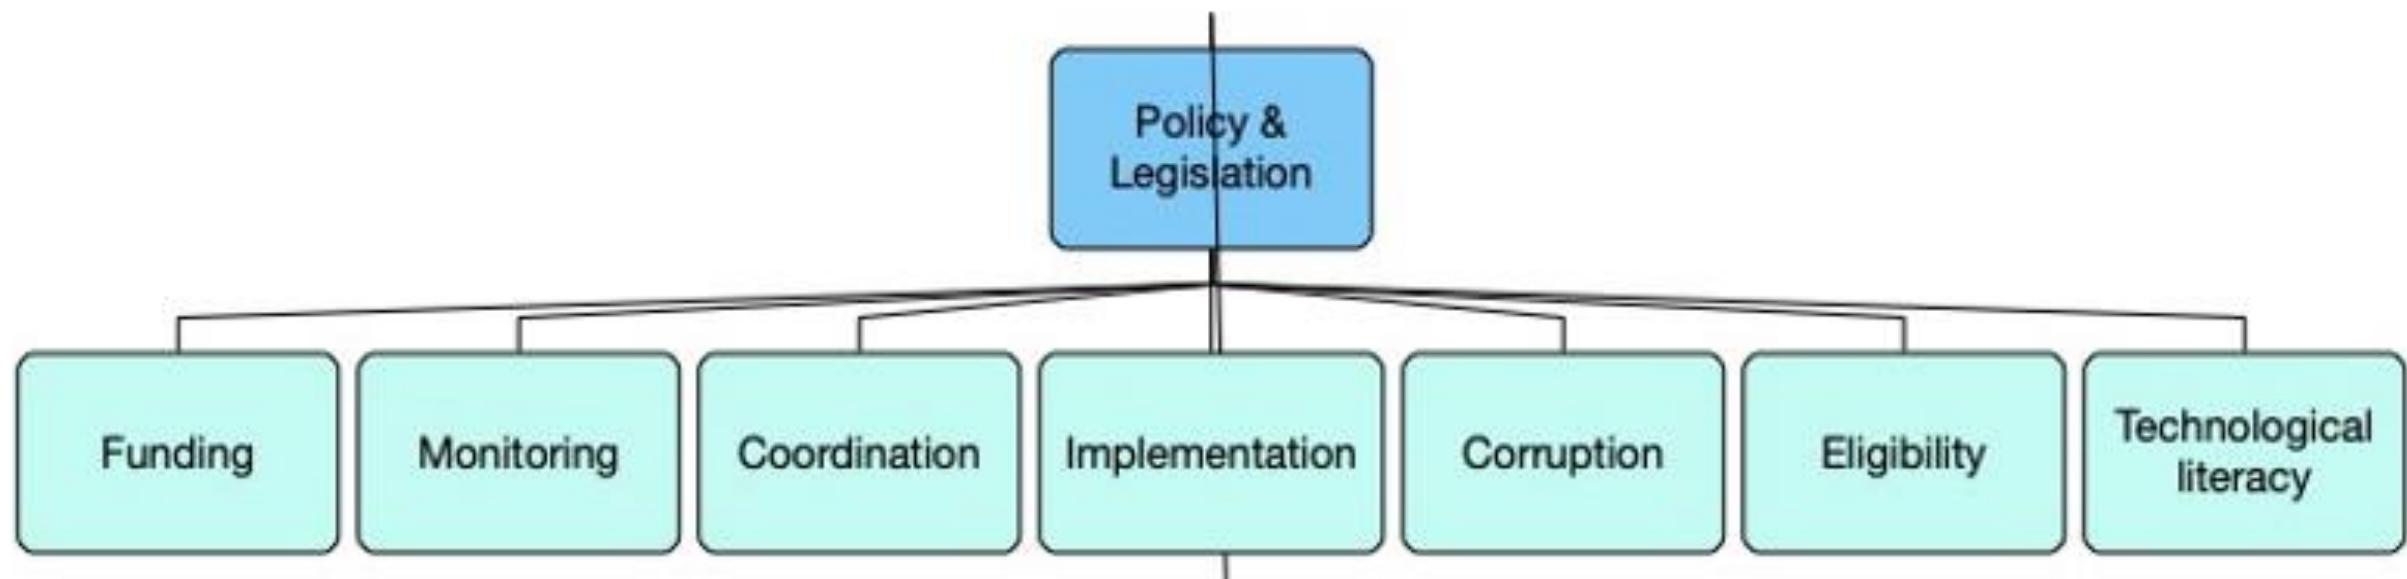 Policy &
Legislation
Funding
Monitoring
Coordination
Implementation
Corruption
Eligibility
Technological
literacy